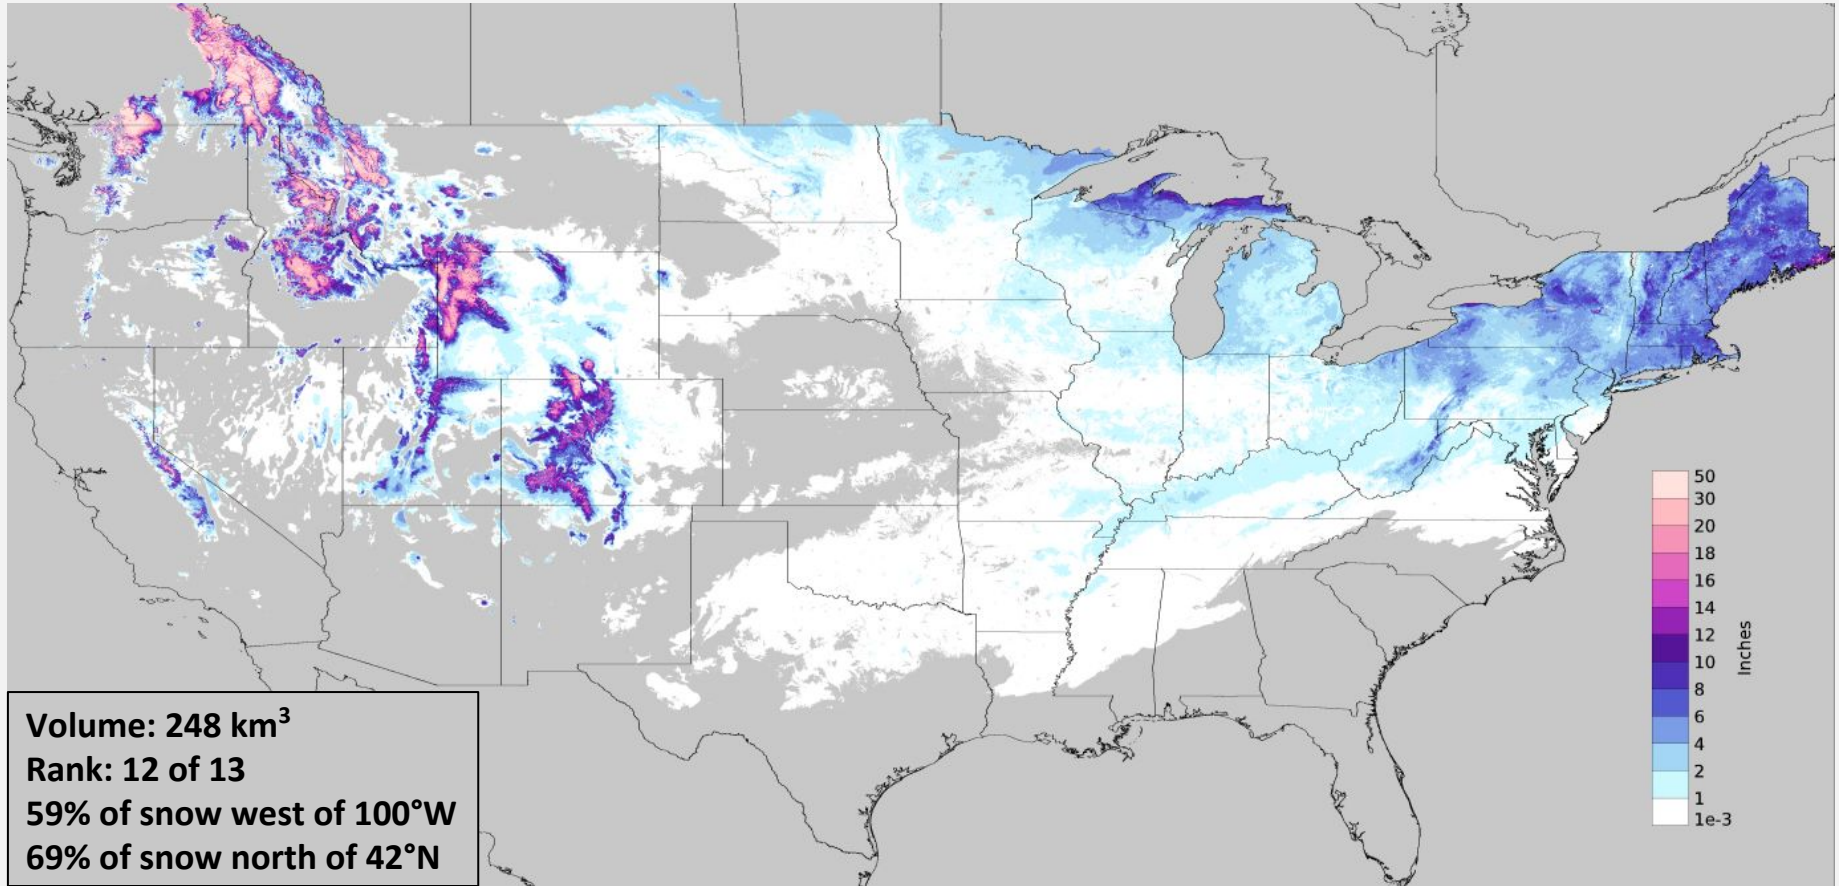 50
30
20
18
16
14
12
10
8
6
4
2
1
1e-3
Inches
Volume: 248 km³
Rank: 12 of 13
59% of snow west of 100°W
69% of snow north of 42°N